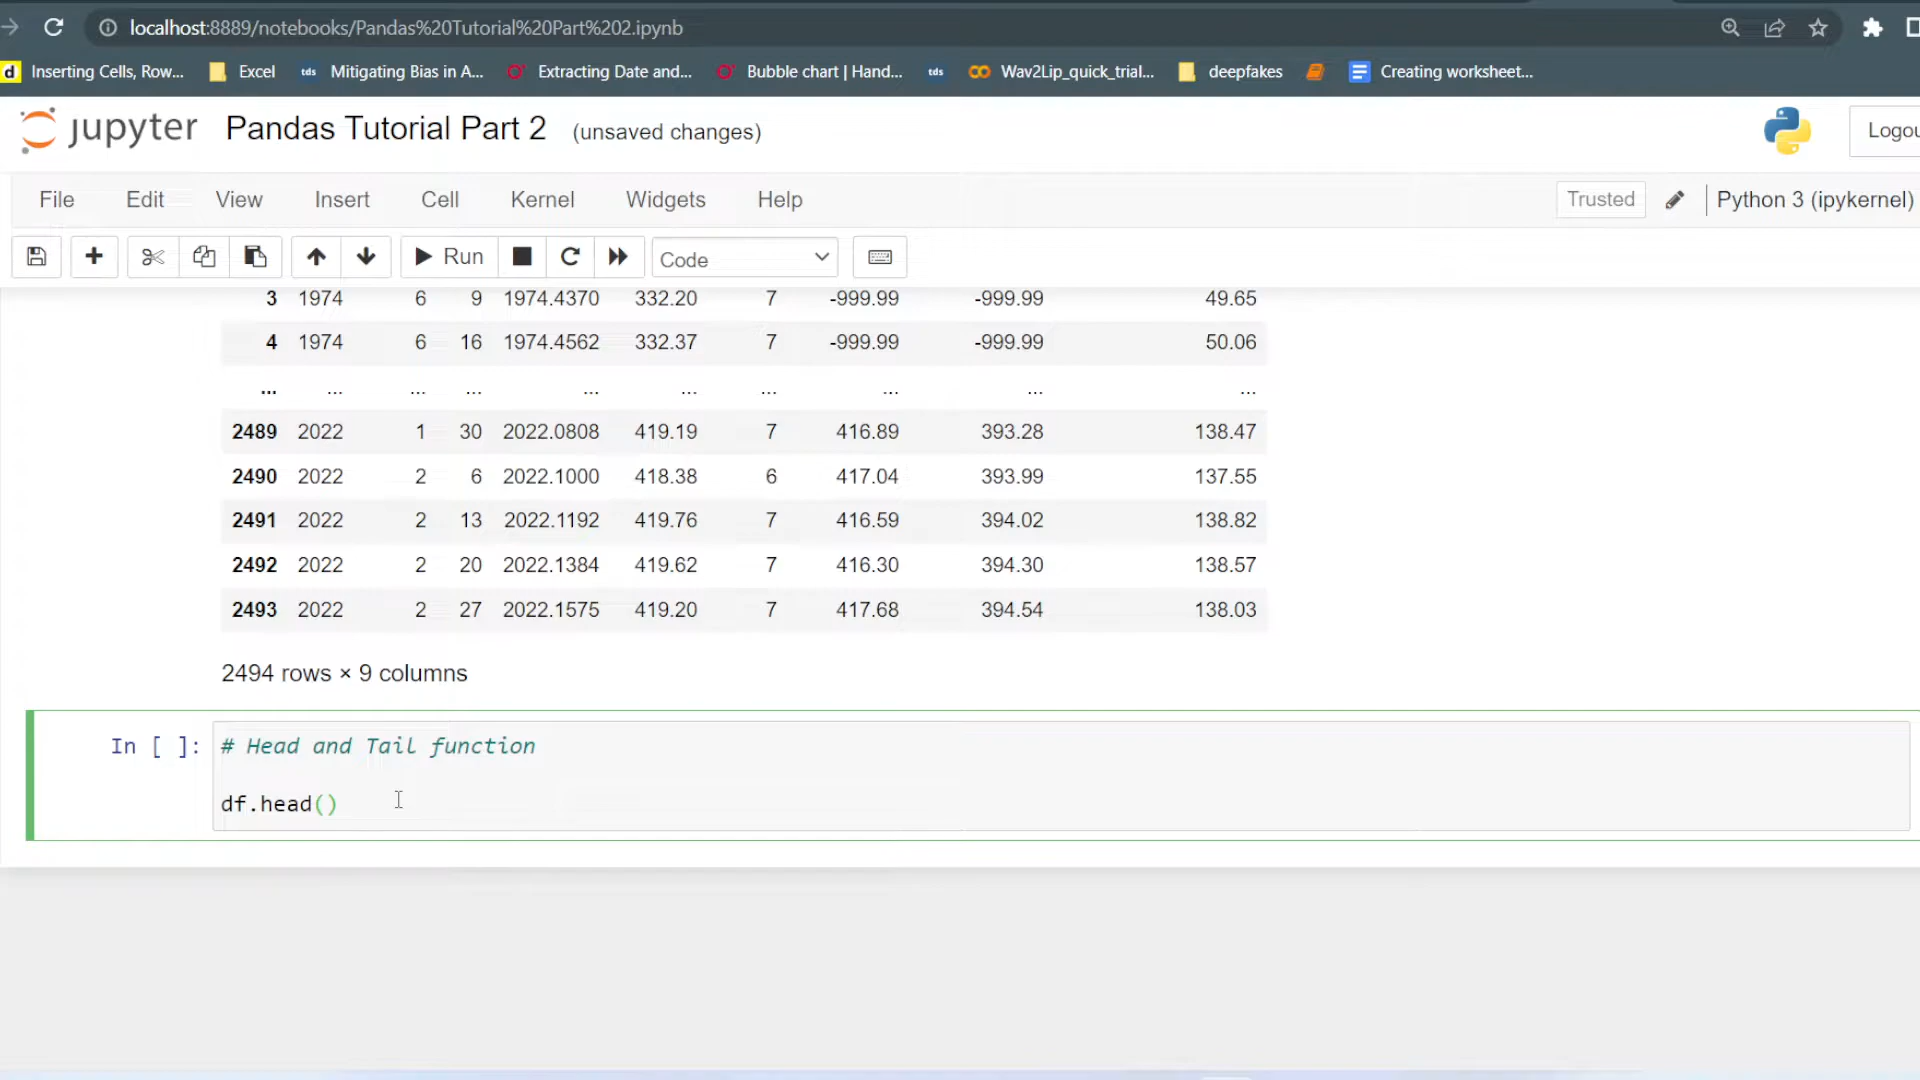 localhost:8889/notebooks/Pandas%20Tutorial%20Part%202.ipynb
d Inserting Cells, Row... Excel tds Mitigating Bias in A... Extracting Date and... Bubble chart | Hand... tds Wav2Lip_quick_trial... deepfakes Creating worksheet...
jupyter Pandas Tutorial Part 2 (unsaved changes) Logou
File Edit View Insert Cell Kernel Widgets Help Trusted Python 3 (ipykernel)
Run Code
3 1974 6 9 1974.4370 332.20 7 -999.99 -999.99 49.65
4 1974 6 16 1974.4562 332.37 7 -999.99 -999.99 50.06
... ... ... ... ... ... ... ... ... ...
2489 2022 1 30 2022.0808 419.19 7 416.89 393.28 138.47
2490 2022 2 6 2022.1000 418.38 6 417.04 393.99 137.55
2491 2022 2 13 2022.1192 419.76 7 416.59 394.02 138.82
2492 2022 2 20 2022.1384 419.62 7 416.30 394.30 138.57
2493 2022 2 27 2022.1575 419.20 7 417.68 394.54 138.03
2494 rows × 9 columns
In [ ]: # Head and Tail function
df.head()